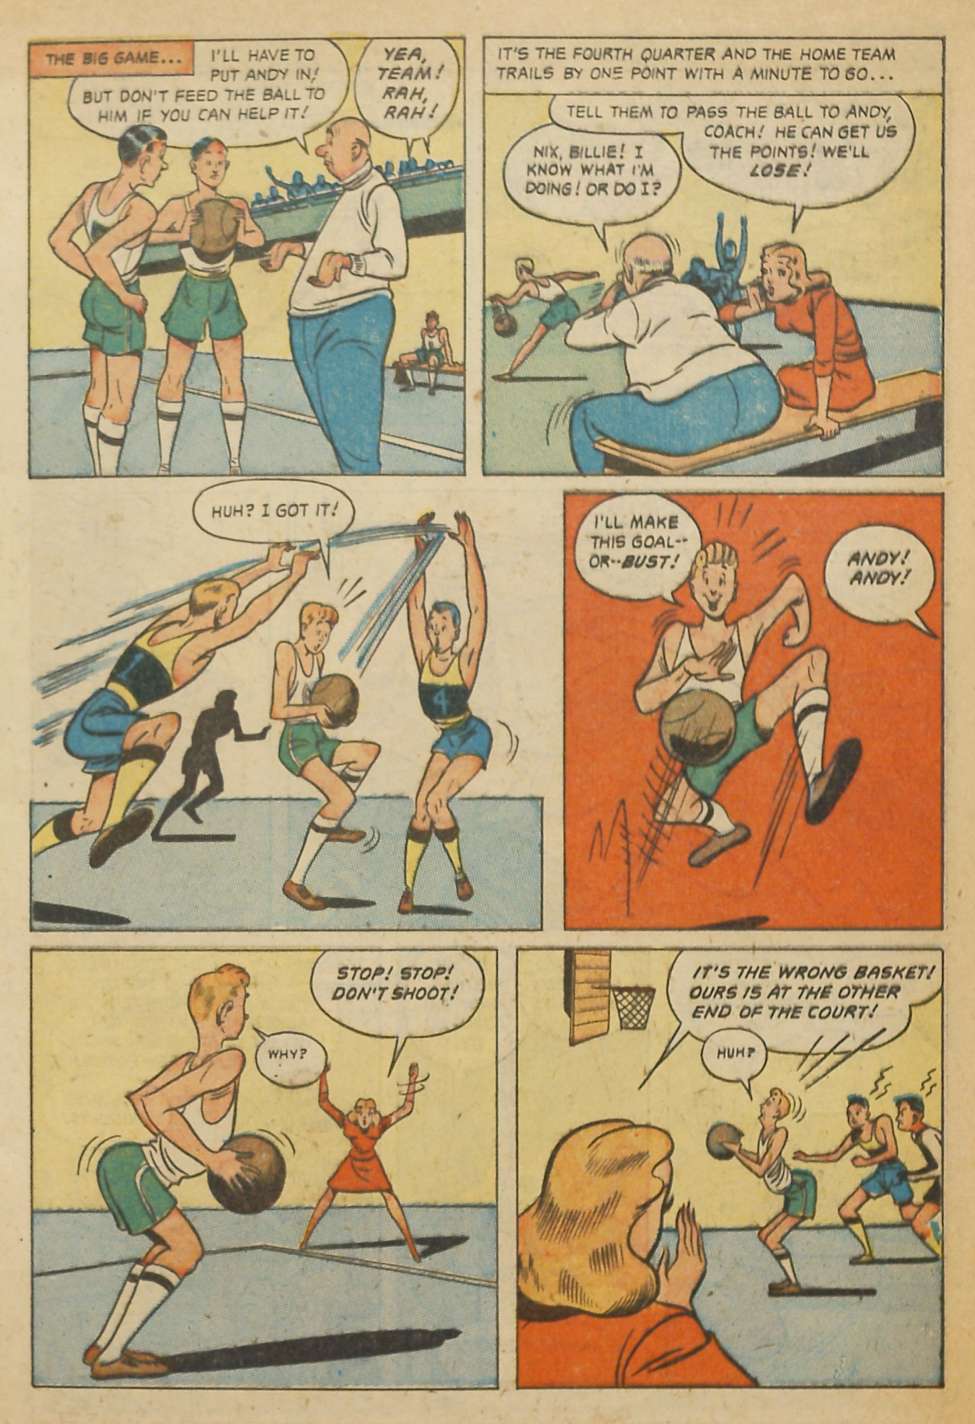 THE BIG GAME...
I'LL HAVE TO
PUT ANDY IN!
BUT DON'T FEED THE BALL TO
HIM IF YOU CAN HELP IT!
YEA,
TEAM!
RAH,
RAH!
IT'S THE FOURTH QUARTER AND THE HOME TEAM
TRAILS BY ONE POINT WITH A MINUTE TO GO...
TELL THEM TO PASS THE BALL TO ANDY,
COACH! HE CAN GET US
THE POINTS! WE'LL
LOSE!
NIX, BILLIE! I
KNOW WHAT I'M
DOING! OR DO I?
HUH? I GOT IT!
4
I'LL MAKE
THIS GOAL--
OR--BUST!
ANDY!
ANDY!
STOP! STOP!
DON'T SHOOT!
WHY?
IT'S THE WRONG BASKET!
OURS IS AT THE OTHER
END OF THE COURT!
HUH?